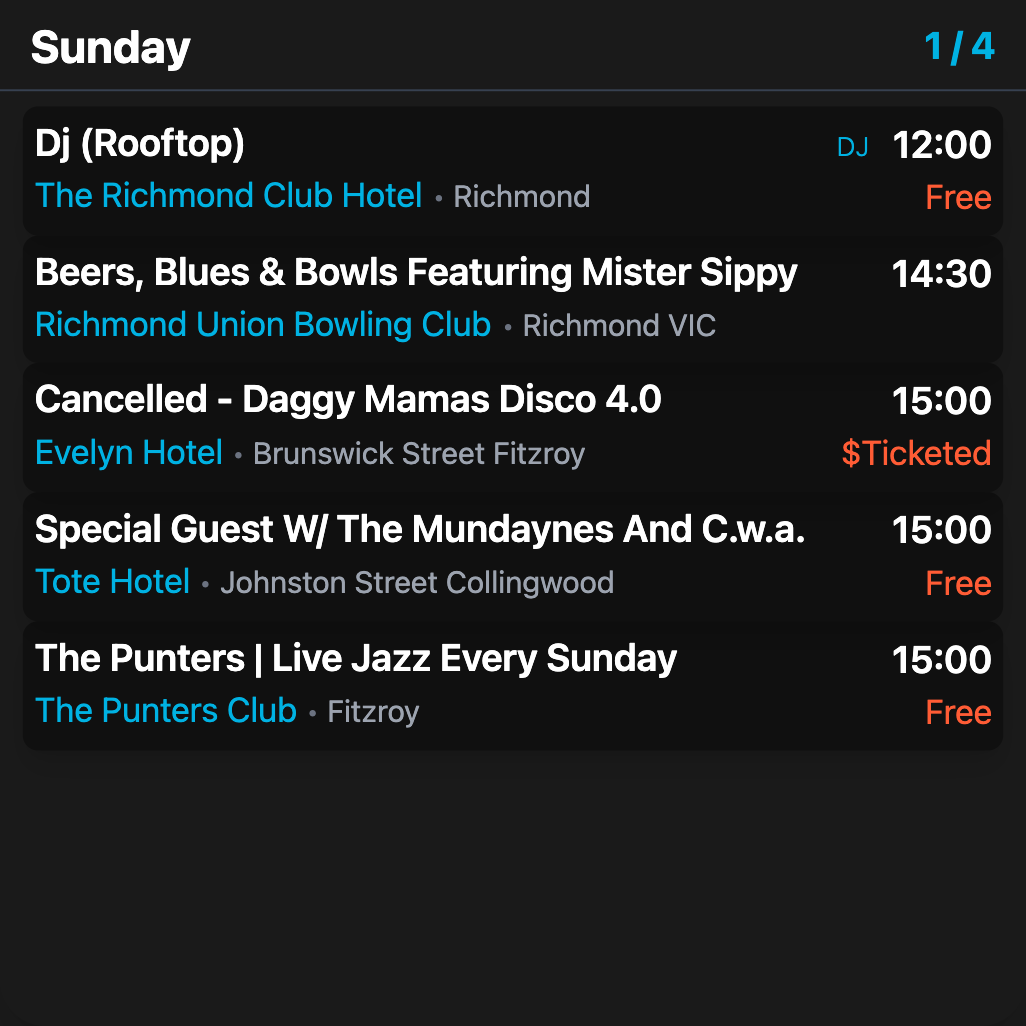 Sunday 1 / 4
Dj (Rooftop) DJ 12:00
The Richmond Club Hotel • Richmond Free
Beers, Blues & Bowls Featuring Mister Sippy 14:30
Richmond Union Bowling Club • Richmond VIC
Cancelled - Daggy Mamas Disco 4.0 15:00
Evelyn Hotel • Brunswick Street Fitzroy $Ticketed
Special Guest W/ The Mundaynes And C.w.a. 15:00
Tote Hotel • Johnston Street Collingwood Free
The Punters | Live Jazz Every Sunday 15:00
The Punters Club • Fitzroy Free